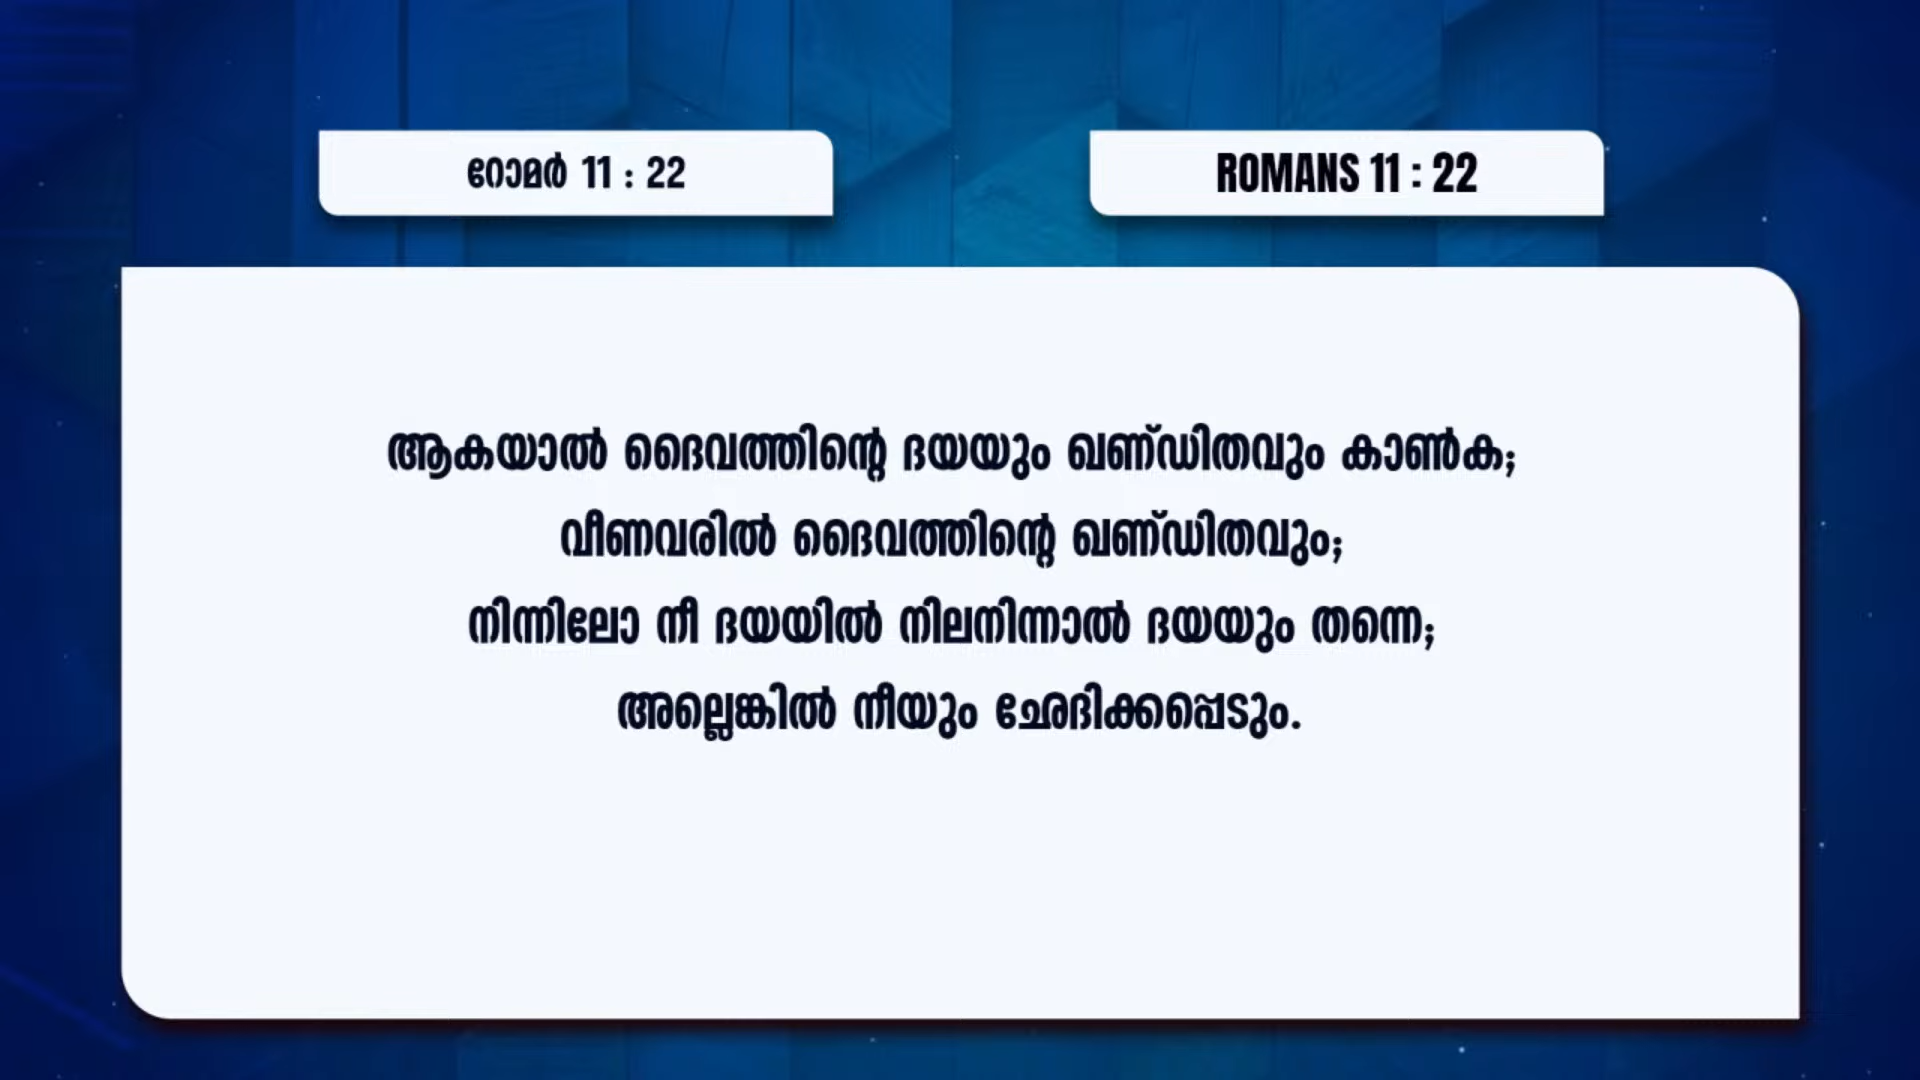 റോമർ 11 : 22
ROMANS 11 : 22
ആകയാൽ ദൈവത്തിന്റെ ദയയും ഖണ്ഡിതവും കാൺക;
വീണവരിൽ ദൈവത്തിന്റെ ഖണ്ഡിതവും;
നിന്നിലോ നീ ദയയിൽ നിലനിന്നാൽ ദയയും തന്നെ;
അല്ലെങ്കിൽ നീയും ഛേദിക്കപ്പെടും.